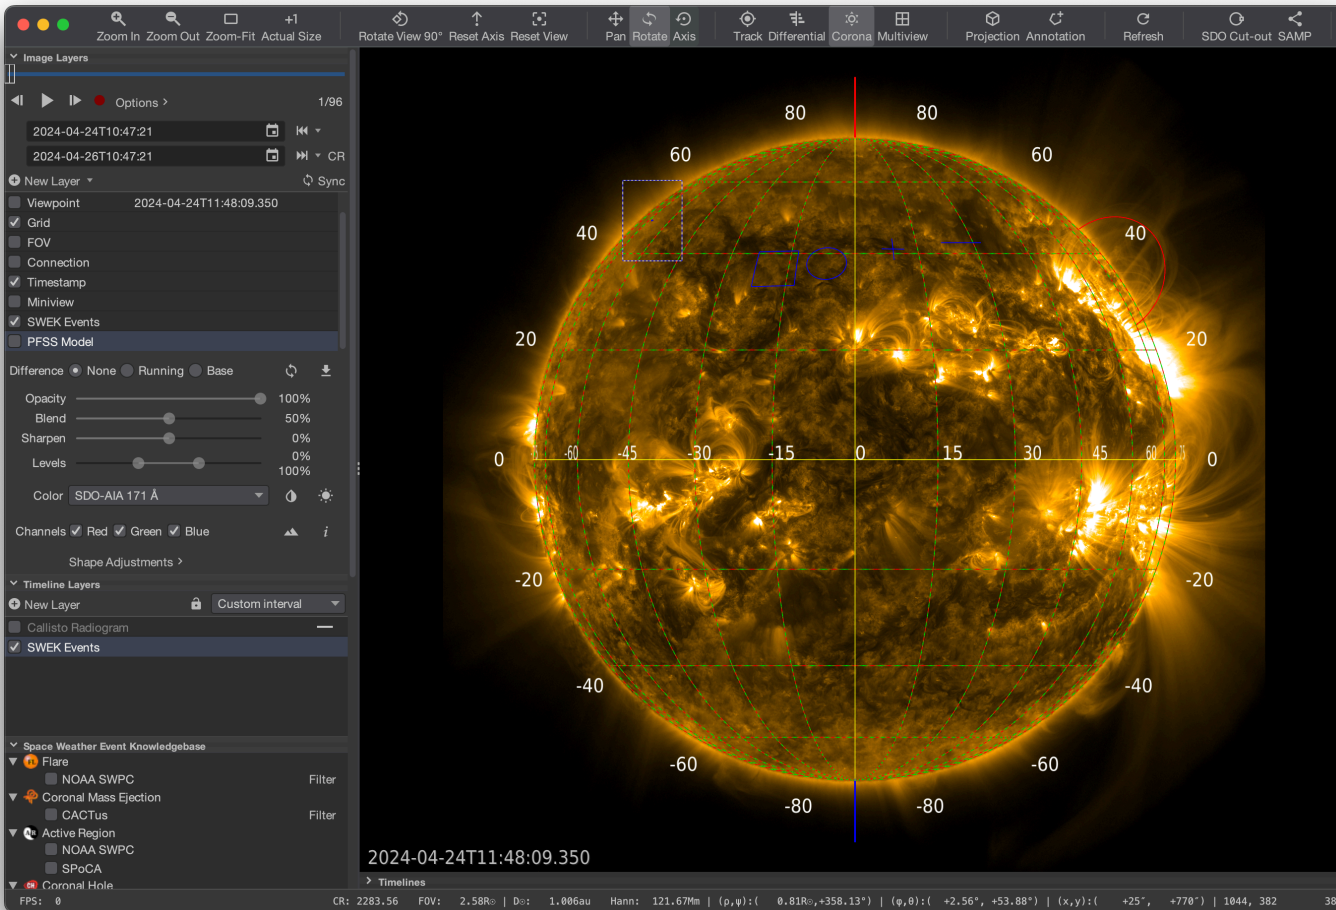 Zoom In Zoom Out Zoom-Fit Actual Size Rotate View 90° Reset Axis Reset View Pan Rotate Axis Track Differential Corona Multiview Projection Annotation Refresh SDO Cut-out SAMP
Image Layers
Options > 1/96
2024-04-24T10:47:21
2024-04-26T10:47:21 CR
New Layer Sync
Viewpoint 2024-04-24T11:48:09.350
Grid
FOV
Connection
Timestamp
Miniview
SWEK Events
PFSS Model
Difference None Running Base
Opacity 100%
Blend 50%
Sharpen 0%
Levels 0%
100%
Color SDO-AIA 171 Å
Channels Red Green Blue i
Shape Adjustments >
Timeline Layers
New Layer Custom interval
Callisto Radiogram
SWEK Events
Space Weather Event Knowledgebase
Flare
NOAA SWPC Filter
Coronal Mass Ejection
CACTus Filter
Active Region
NOAA SWPC
SPoCA
Coronal Hole
80 80
60 60
40 40
20 20
0 -60 -45 -30 -15 0 15 30 45 60 75 0
-20 -20
-40 -40
-60 -60
-80 -80
2024-04-24T11:48:09.350
Timelines
FPS: 0 CR: 2283.56 FOV: 2.58R☉ | D☉: 1.006au Hann: 121.67Mm | (ρ,ψ):( 0.81R☉,+358.13°) | (φ,θ):( +2.56°, +53.88°) | (x,y):( +25″, +770″) | 1044, 382 38